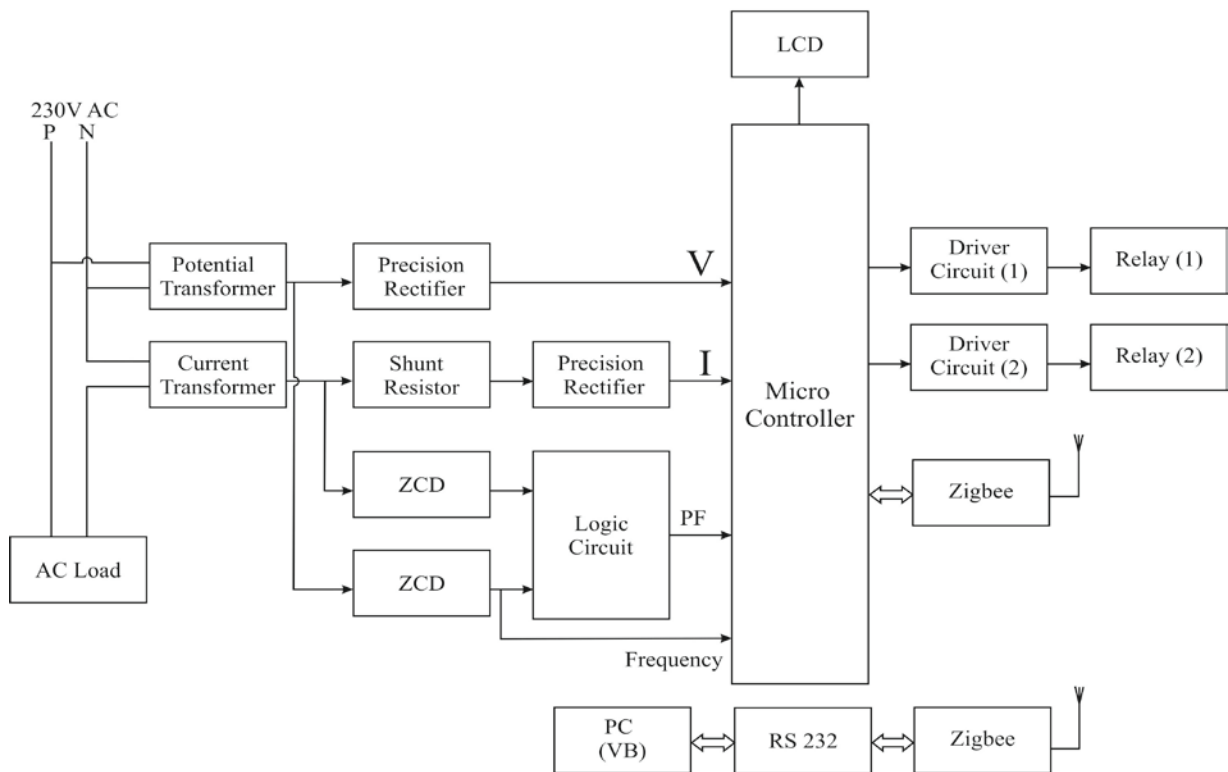 LCD
230V AC
P N
Potential
Transformer
Precision
Rectifier
V
Driver
Circuit (1)
Relay (1)
Current
Transformer
Shunt
Resistor
Precision
Rectifier
I
Micro
Controller
Driver
Circuit (2)
Relay (2)
ZCD
Logic
Circuit
PF
Zigbee
AC Load
ZCD
Frequency
PC
(VB)
RS 232
Zigbee